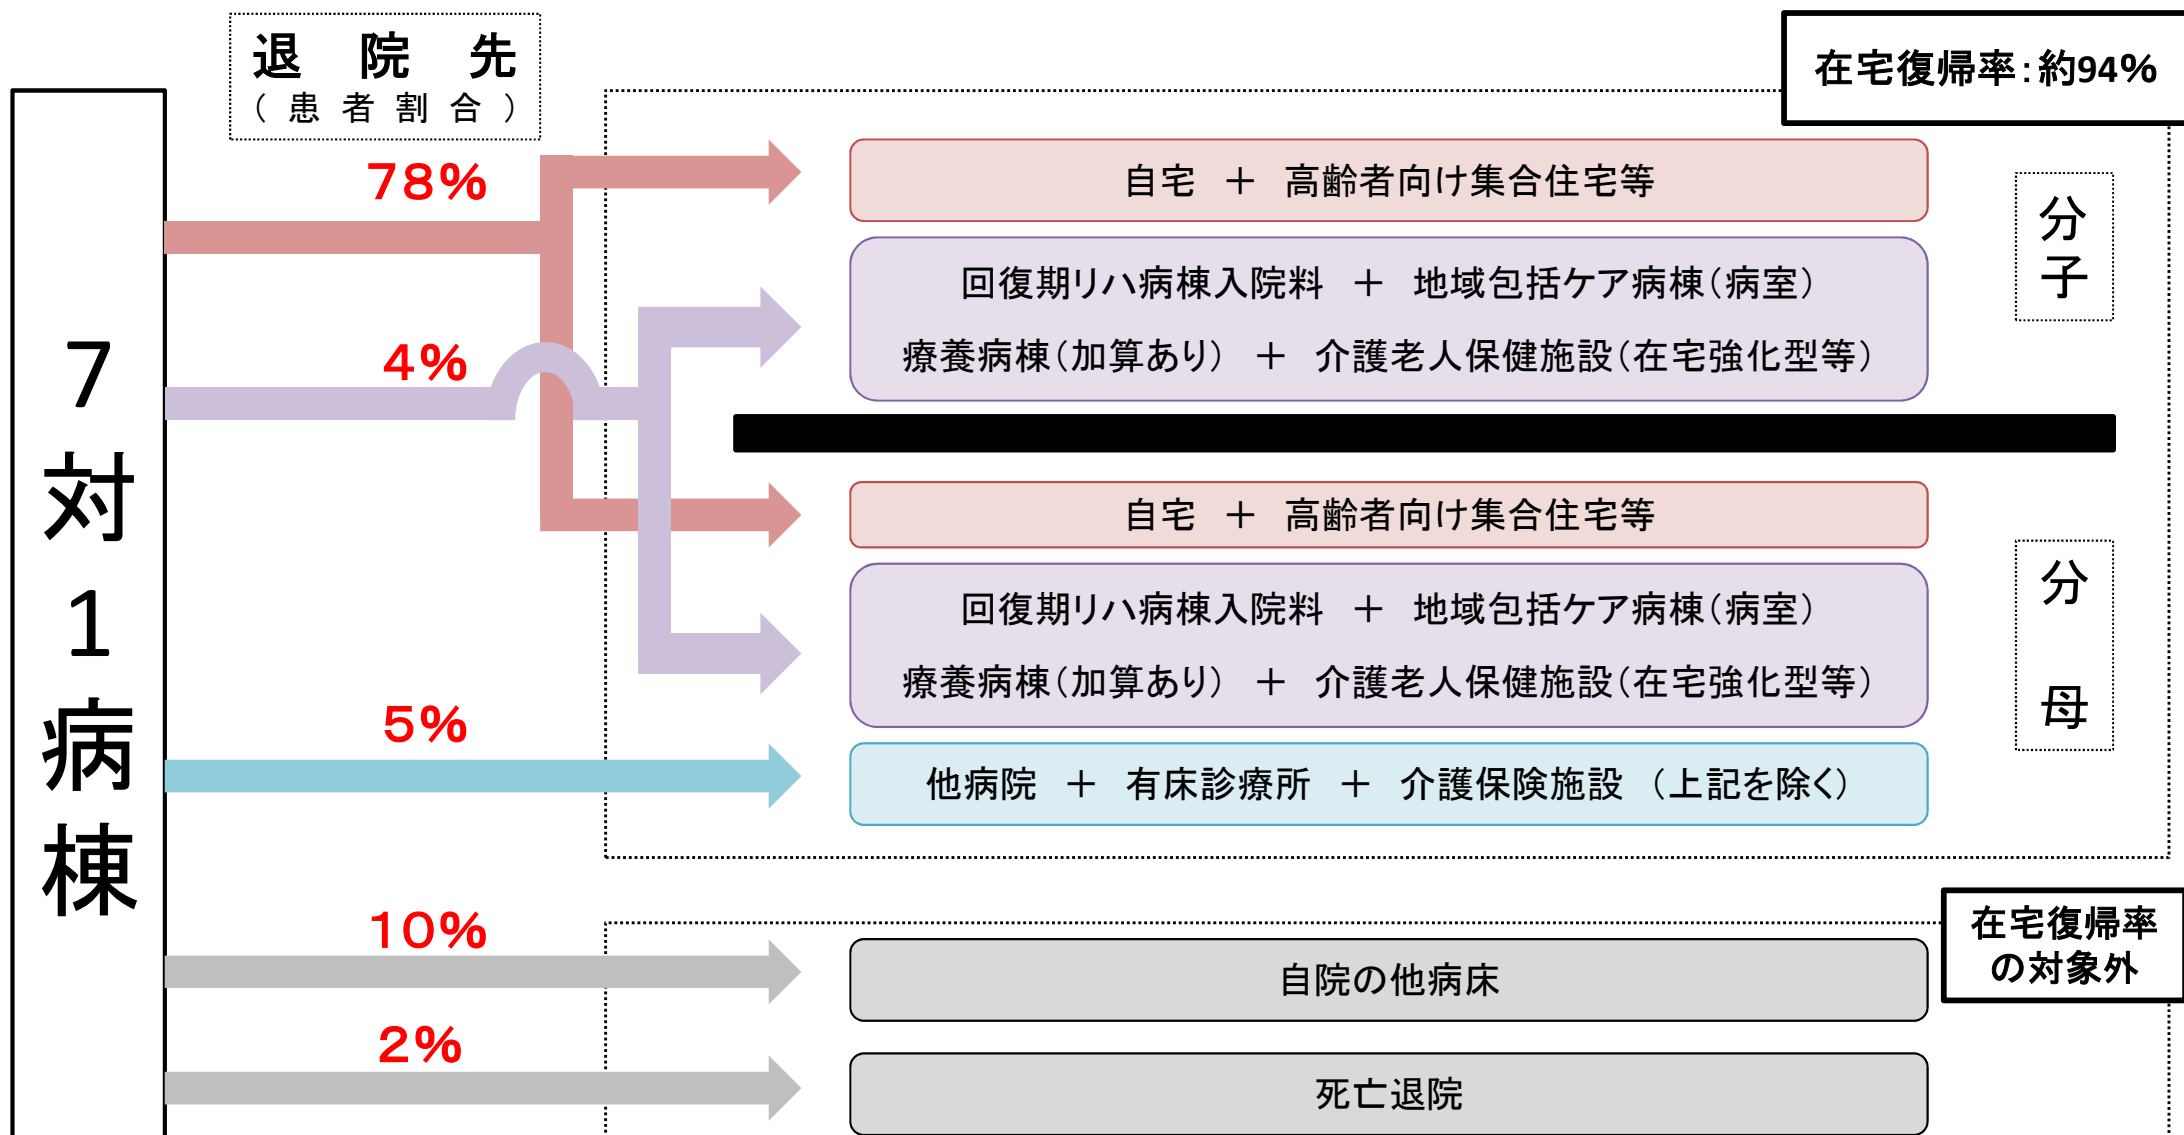 退院先
(患者割合)
在宅復帰率:約94%
7対1病棟
78%
自宅 + 高齢者向け集合住宅等
分子
回復期リハ病棟入院料 + 地域包括ケア病棟(病室)
4%
療養病棟(加算あり) + 介護老人保健施設(在宅強化型等)
自宅 + 高齢者向け集合住宅等
分母
回復期リハ病棟入院料 + 地域包括ケア病棟(病室)
療養病棟(加算あり) + 介護老人保健施設(在宅強化型等)
5%
他病院 + 有床診療所 + 介護保険施設 (上記を除く)
10%
在宅復帰率
の対象外
自院の他病床
2%
死亡退院